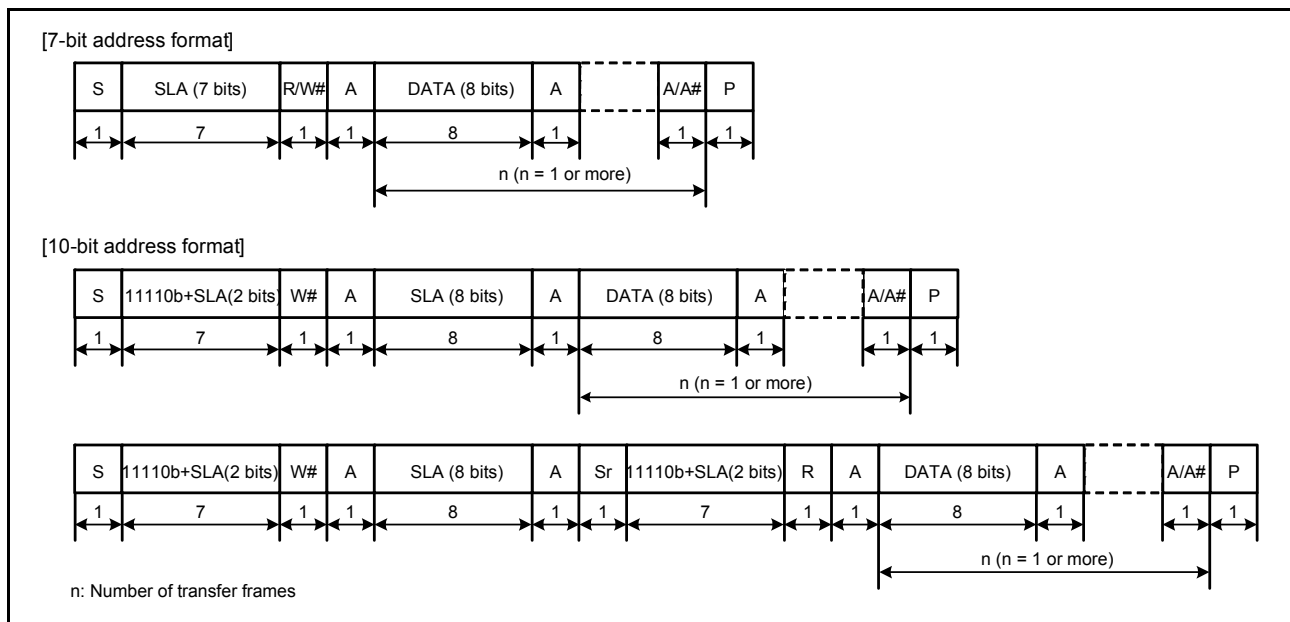 [7-bit address format]
S SLA (7 bits) R/W# A DATA (8 bits) A A/A# P
1 7 1 1 8 1 1 1
n (n = 1 or more)
[10-bit address format]
S 11110b+SLA(2 bits) W# A SLA (8 bits) A DATA (8 bits) A A/A# P
1 7 1 1 8 1 8 1 1 1
n (n = 1 or more)
S 11110b+SLA(2 bits) W# A SLA (8 bits) A Sr 11110b+SLA(2 bits) R A DATA (8 bits) A A/A# P
1 7 1 1 8 1 1 7 1 1 8 1 1 1
n (n = 1 or more)
n: Number of transfer frames